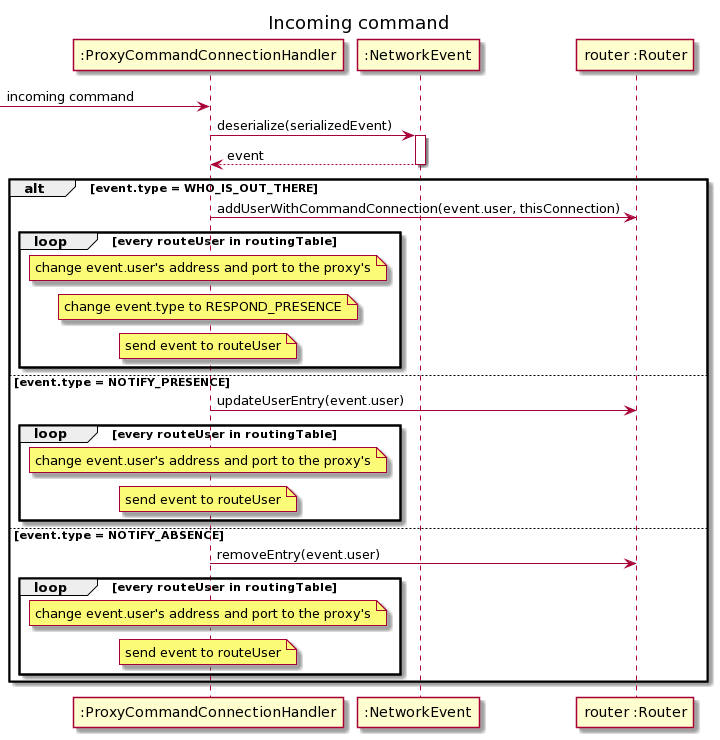 Incoming command
:ProxyCommandConnectionHandler
:NetworkEvent
router :Router
incoming command
deserialize(serializedEvent)
event
alt
[event.type = WHO_IS_OUT_THERE]
addUserWithCommandConnection(event.user, thisConnection)
loop
[every routeUser in routingTable]
change event.user's address and port to the proxy's
change event.type to RESPOND_PRESENCE
send event to routeUser
[event.type = NOTIFY_PRESENCE]
updateUserEntry(event.user)
loop
[every routeUser in routingTable]
change event.user's address and port to the proxy's
send event to routeUser
[event.type = NOTIFY_ABSENCE]
removeEntry(event.user)
loop
[every routeUser in routingTable]
change event.user's address and port to the proxy's
send event to routeUser
:ProxyCommandConnectionHandler
:NetworkEvent
router :Router